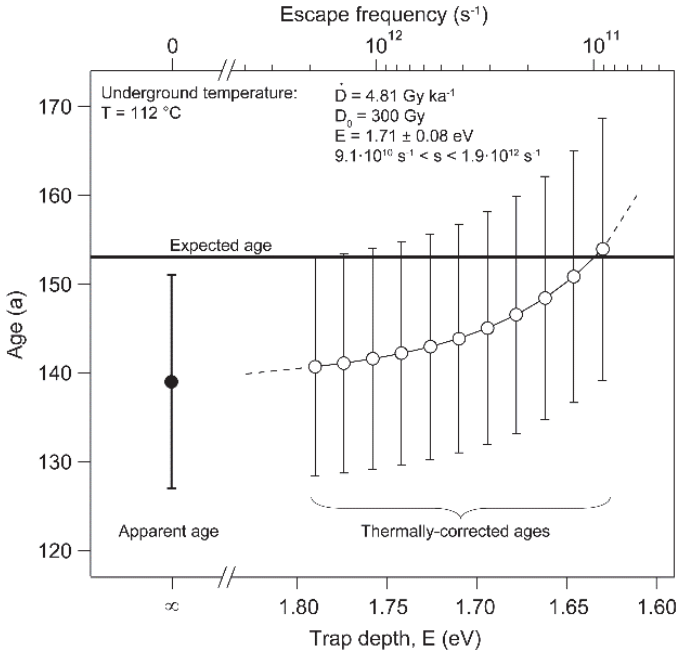 Escape frequency (s⁻¹)
0 10¹² 10¹¹
Underground temperature:
T = 112 °C
Ḋ = 4.81 Gy ka⁻¹
D₀ = 300 Gy
E = 1.71 ± 0.08 eV
9.1·10¹⁰ s⁻¹ < s < 1.9·10¹² s⁻¹
170
160
Expected age
150
Age (a)
140
130
Apparent age
Thermally-corrected ages
120
∞ 1.80 1.75 1.70 1.65 1.60
Trap depth, E (eV)